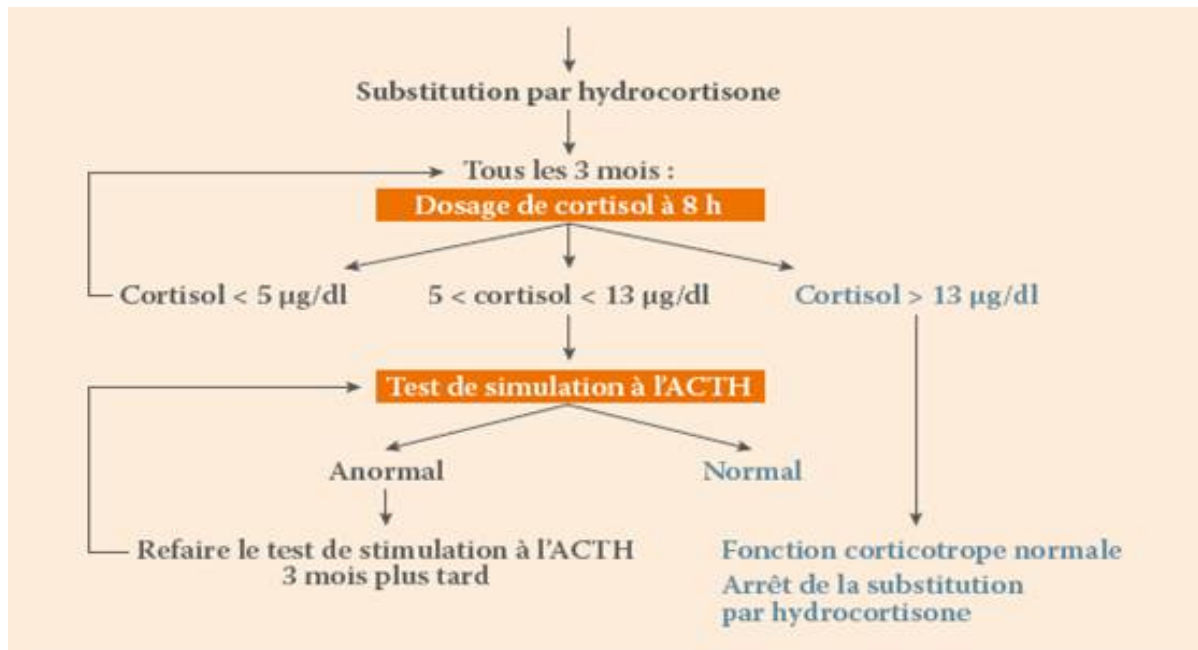 Substitution par hydrocortisone
Tous les 3 mois :
Dosage de cortisol à 8 h
Cortisol < 5 µg/dl
5 < cortisol < 13 µg/dl
Cortisol > 13 µg/dl
Test de simulation à l'ACTH
Anormal
Normal
Refaire le test de stimulation à l'ACTH
3 mois plus tard
Fonction corticotrope normale
Arrêt de la substitution
par hydrocortisone